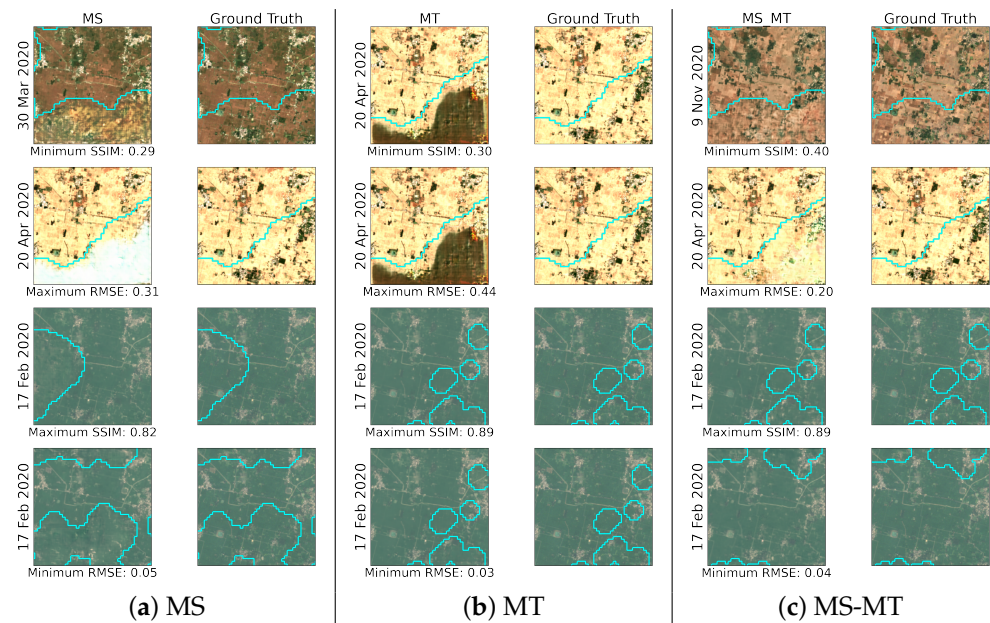 MS Ground Truth MT Ground Truth MS_MT Ground Truth
30 Mar 2020 20 Apr 2020 9 Nov 2020
Minimum SSIM: 0.29 Minimum SSIM: 0.30 Minimum SSIM: 0.40
20 Apr 2020 20 Apr 2020 20 Apr 2020
Maximum RMSE: 0.31 Maximum RMSE: 0.44 Maximum RMSE: 0.20
17 Feb 2020 17 Feb 2020 17 Feb 2020
Maximum SSIM: 0.82 Maximum SSIM: 0.89 Maximum SSIM: 0.89
17 Feb 2020 17 Feb 2020 17 Feb 2020
Minimum RMSE: 0.05 Minimum RMSE: 0.03 Minimum RMSE: 0.04
(a) MS (b) MT (c) MS-MT